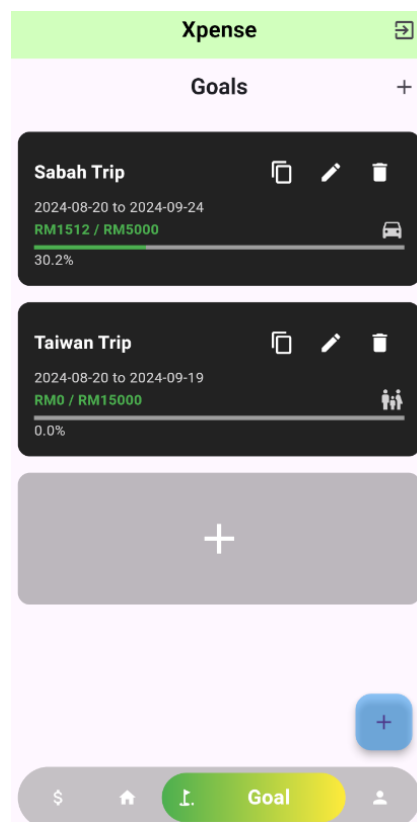 Xpense
Goals
Sabah Trip
2024-08-20 to 2024-09-24
RM1512 / RM5000
30.2%
Taiwan Trip
2024-08-20 to 2024-09-19
RM0 / RM15000
0.0%
Goal